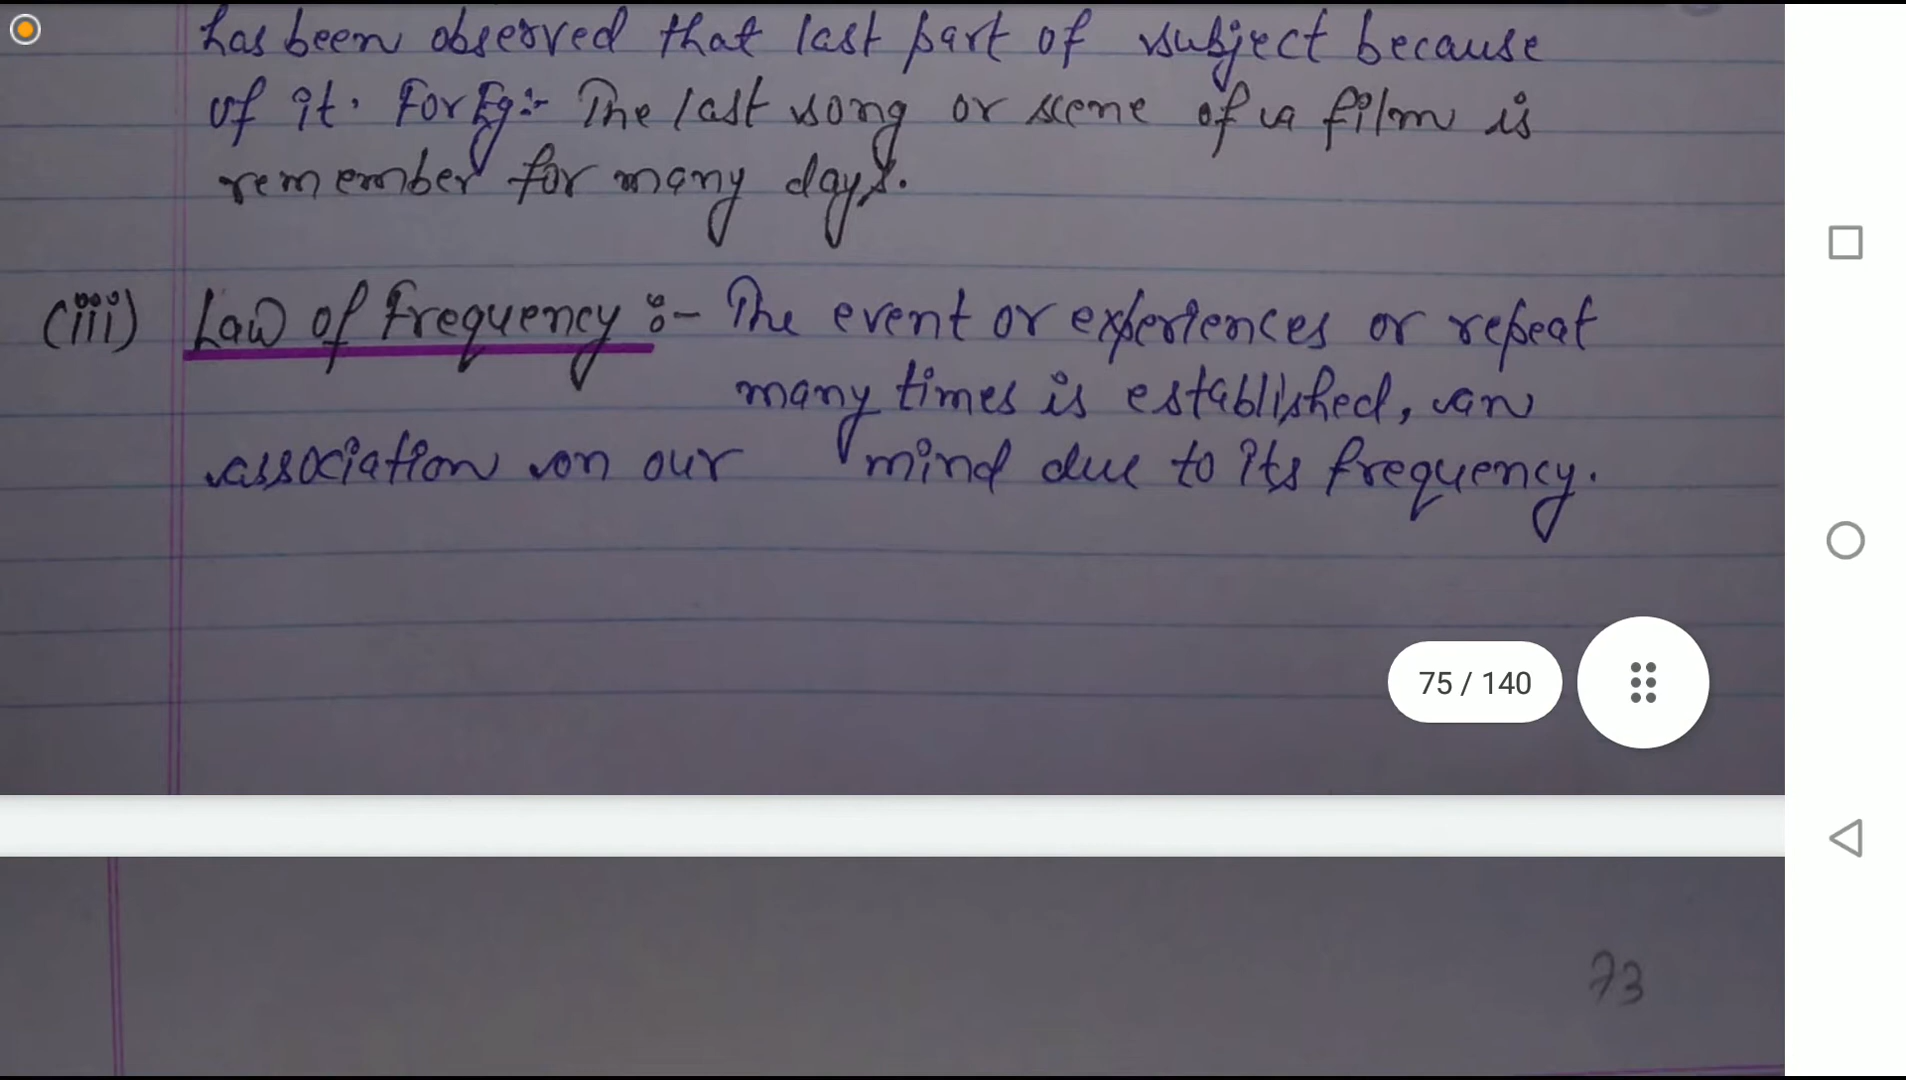 has been observed that last part of subject because
of it. For Eg:- The last song or scene of a film is
remember for many days.
(iii) Law of Frequency :- The event or experiences or repeat
many times is established, an
association on our mind due to its frequency.
75 / 140
73